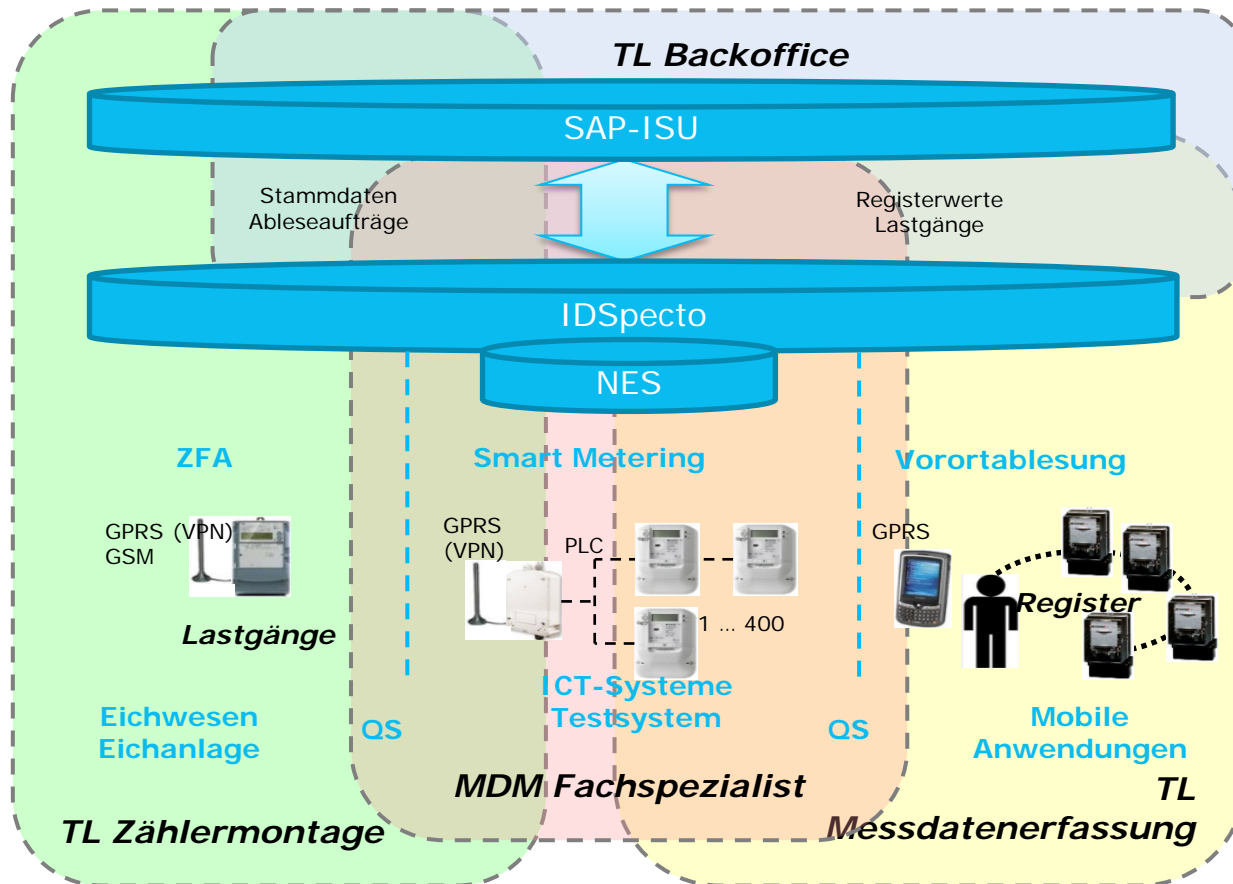 TL Backoffice
SAP-ISU
Stammdaten
Ableseaufträge
Registerwerte
Lastgänge
IDSpecto
NES
ZFA
Smart Metering
Vorortablesung
GPRS (VPN)
GSM
GPRS
(VPN)
PLC
GPRS
Lastgänge
1 ... 400
Register
ICT-Systeme
Testsystem
Eichwesen
Eichanlage
QS
QS
Mobile
Anwendungen
MDM Fachspezialist
TL Zählermontage
TL
Messdatenerfassung